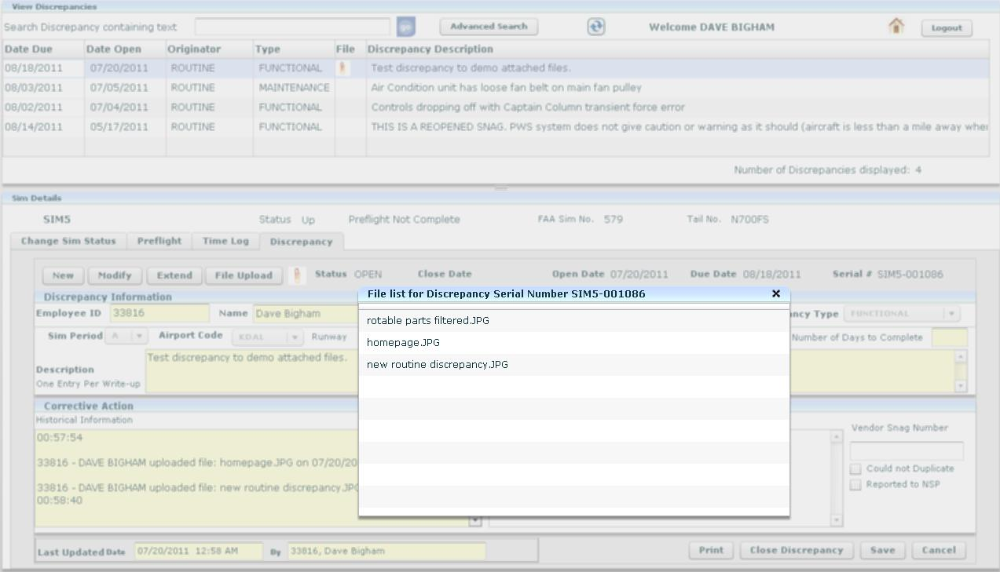 View Discrepancies
Search Discrepancy containing text go Advanced Search Welcome DAVE BIGHAM Logout
Date Due Date Open Originator Type File Discrepancy Description
08/18/2011 07/20/2011 ROUTINE FUNCTIONAL Test discrepancy to demo attached files.
08/03/2011 07/05/2011 ROUTINE MAINTENANCE Air Condition unit has loose fan belt on main fan pulley
08/02/2011 07/04/2011 ROUTINE FUNCTIONAL Controls dropping off with Captain Column transient force error
08/14/2011 05/17/2011 ROUTINE FUNCTIONAL THIS IS A REOPENED SNAG. PWS system does not give caution or warning as it should (aircraft is less than a mile away when
Number of Discrepancies displayed: 4
Sim Details
SIM5 Status Up Preflight Not Complete FAA Sim No. 579 Tail No. N700FS
Change Sim Status Preflight Time Log Discrepancy
New Modify Extend File Upload Status OPEN Close Date Open Date 07/20/2011 Due Date 08/18/2011 Serial # SIM5-001086
Discrepancy Information
Employee ID 33816 Name Dave Bigham ncy Type FUNCTIONAL
Sim Period A Airport Code KDAL Runway Number of Days to Complete
Description Test discrepancy to demo attached files.
One Entry Per Write-up
File list for Discrepancy Serial Number SIM5-001086
rotable parts filtered.JPG
homepage.JPG
new routine discrepancy.JPG
Corrective Action
Historical Information
00:57:54
33816 - DAVE BIGHAM uploaded file: homepage.JPG on 07/20/20
33816 - DAVE BIGHAM uploaded file: new routine discrepancy.JPG
00:58:40
Vendor Snag Number
Could not Duplicate
Reported to NSP
Last Updated Date 07/20/2011 12:58 AM By 33816, Dave Bigham Print Close Discrepancy Save Cancel